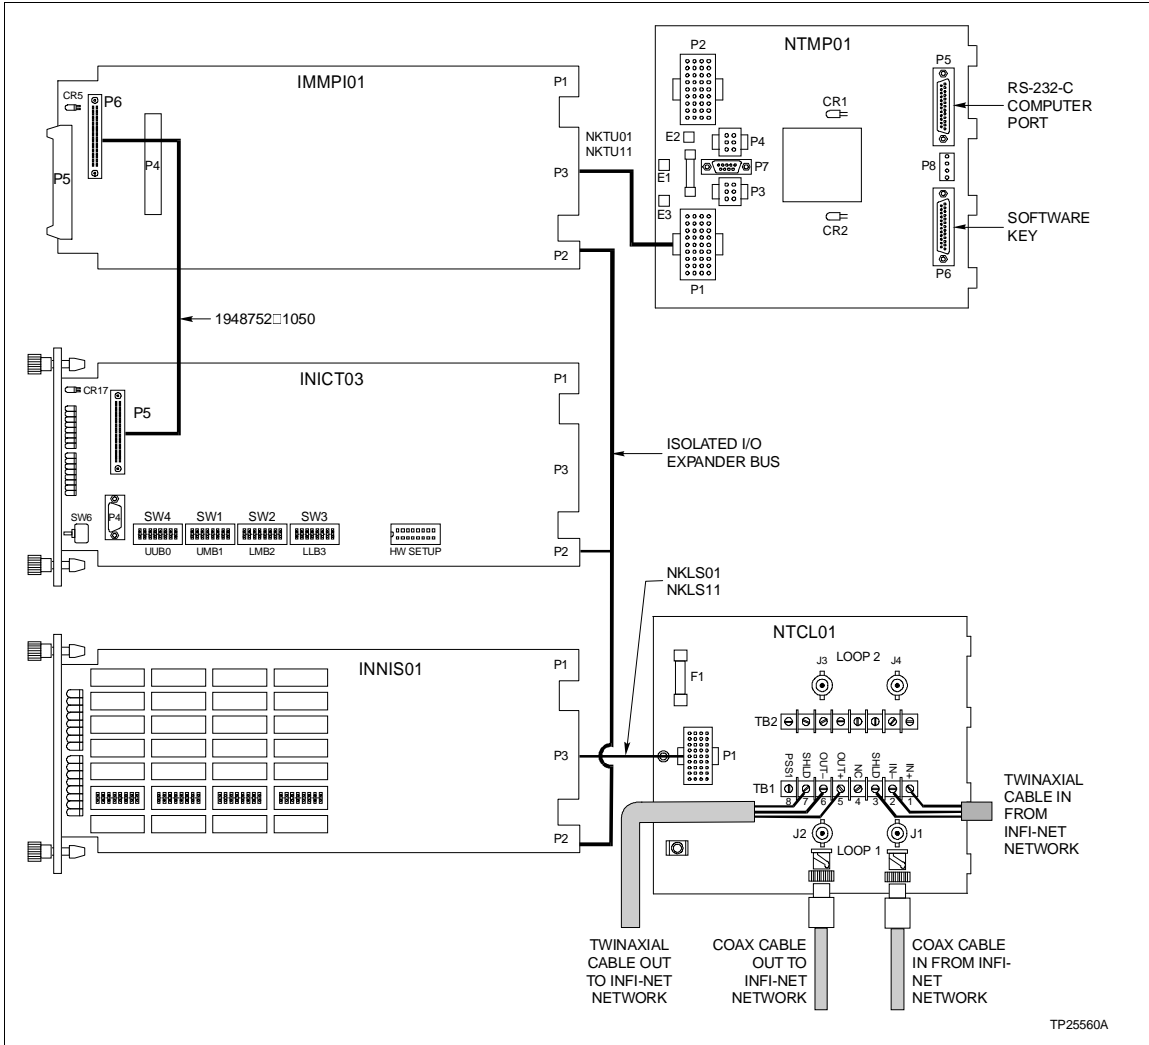 IMMPI01
CR5
P6
P4
P5
P1
P3
P2
NKTU01
NKTU11
NTMP01
P2
P5
RS-232-C
COMPUTER
PORT
CR1
E2
P4
P7
P8
E1
P3
E3
CR2
SOFTWARE
KEY
P1
P6
1948752□1050
INICT03
CR17
P5
P1
P3
P2
SW6
P4
SW4
SW1
SW2
SW3
UUB0
UMB1
LMB2
LLB3
HW SETUP
ISOLATED I/O
EXPANDER BUS
NKLS01
NKLS11
INNIS01
P1
P3
P2
NTCL01
J3
LOOP 2
J4
F1
TB2
P1
PSS1
SHLD
OUT–
OUT+
NC
SHLD
IN–
IN+
TB1
8 7 6 5 4 3 2 1
J2
J1
LOOP 1
TWINAXIAL
CABLE IN
FROM
INFI-NET
NETWORK
TWINAXIAL
CABLE OUT
TO INFI-NET
NETWORK
COAX CABLE
OUT TO
INFI-NET
NETWORK
COAX CABLE
IN FROM INFI-
NET
NETWORK
TP25560A